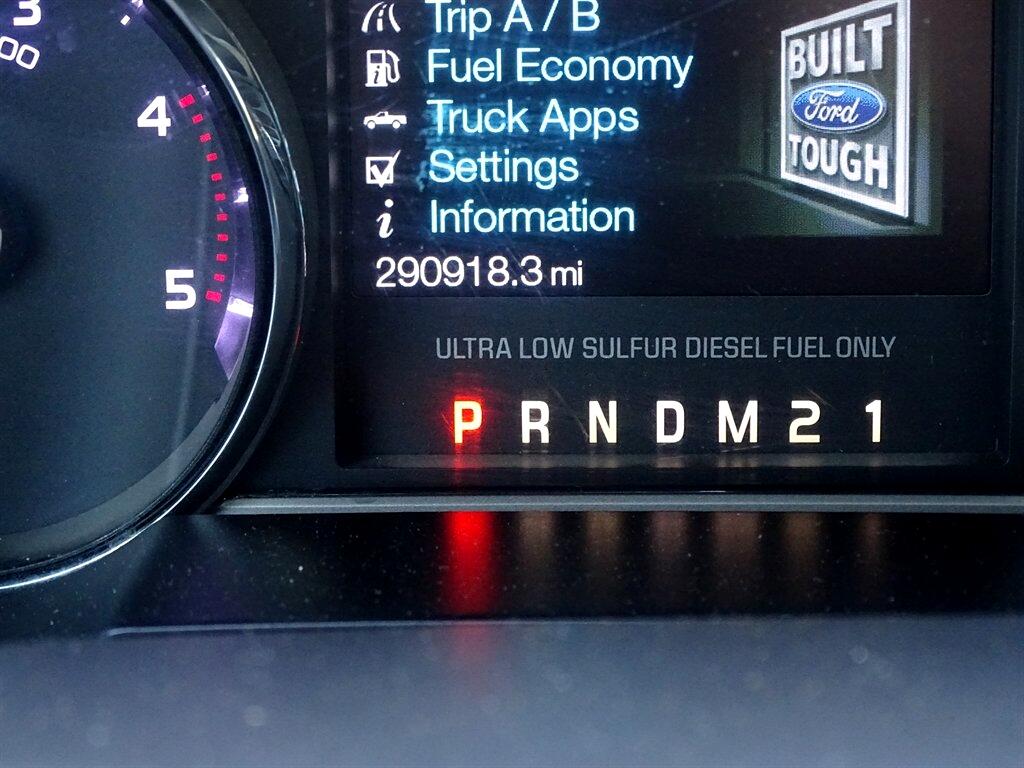 3
00
4
5
Trip A / B
Fuel Economy
Truck Apps
Settings
Information
290918.3 mi
BUILT
Ford
TOUGH
ULTRA LOW SULFUR DIESEL FUEL ONLY
P R N D M 2 1